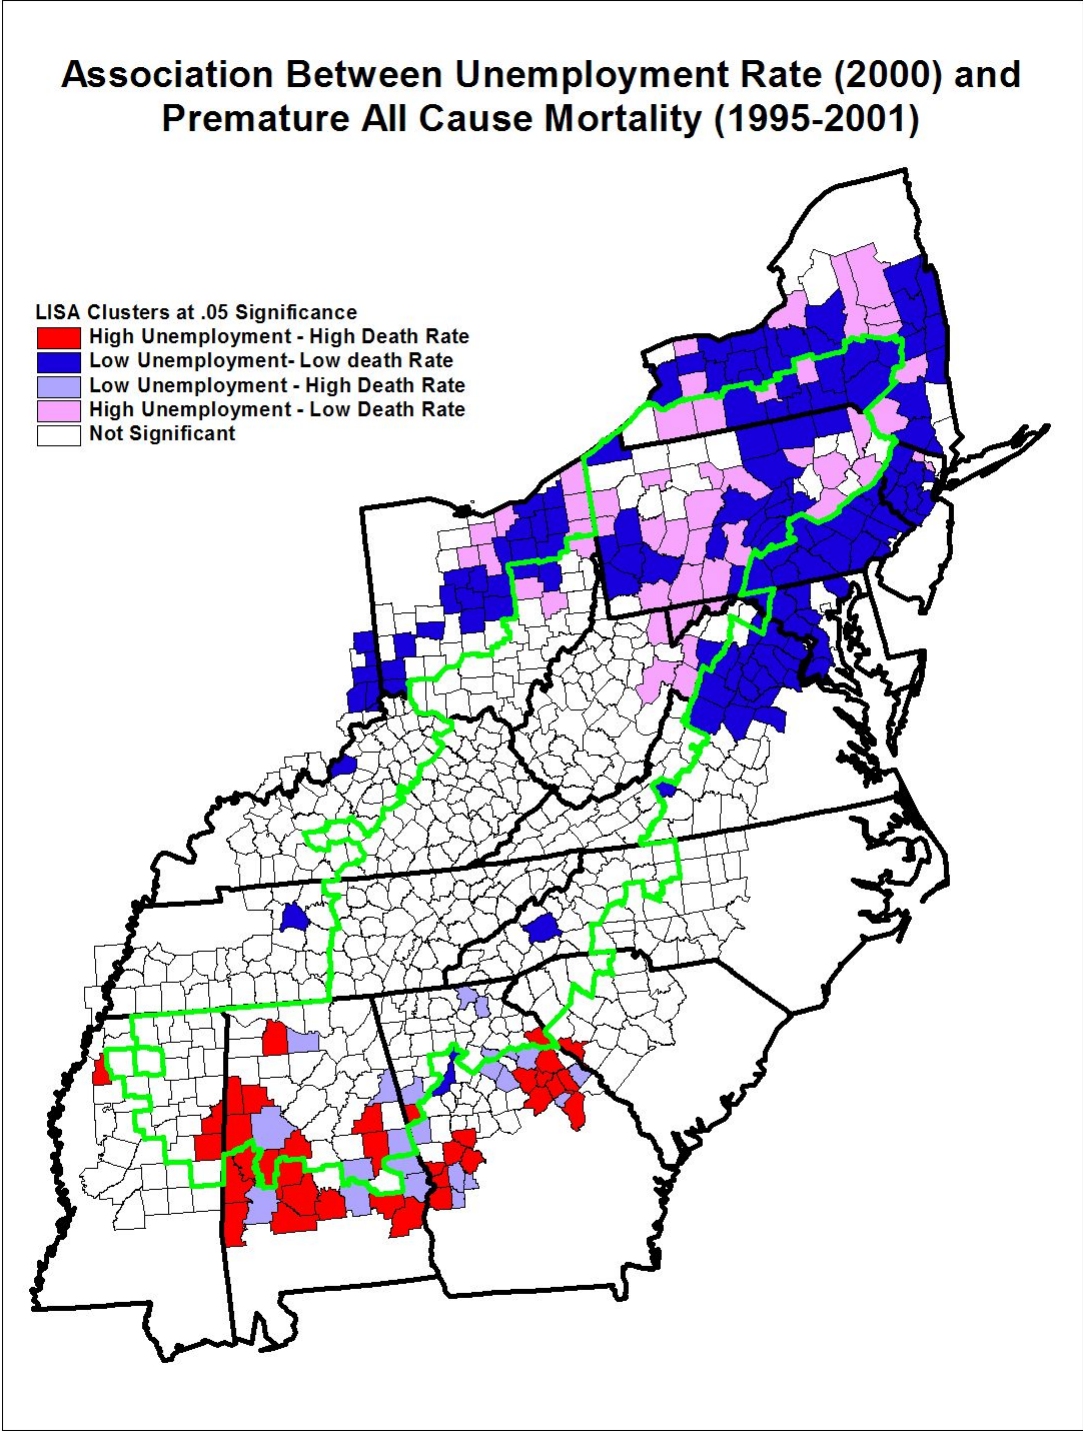 Association Between Unemployment Rate (2000) and
Premature All Cause Mortality (1995-2001)
LISA Clusters at .05 Significance
High Unemployment - High Death Rate
Low Unemployment- Low death Rate
Low Unemployment - High Death Rate
High Unemployment - Low Death Rate
Not Significant